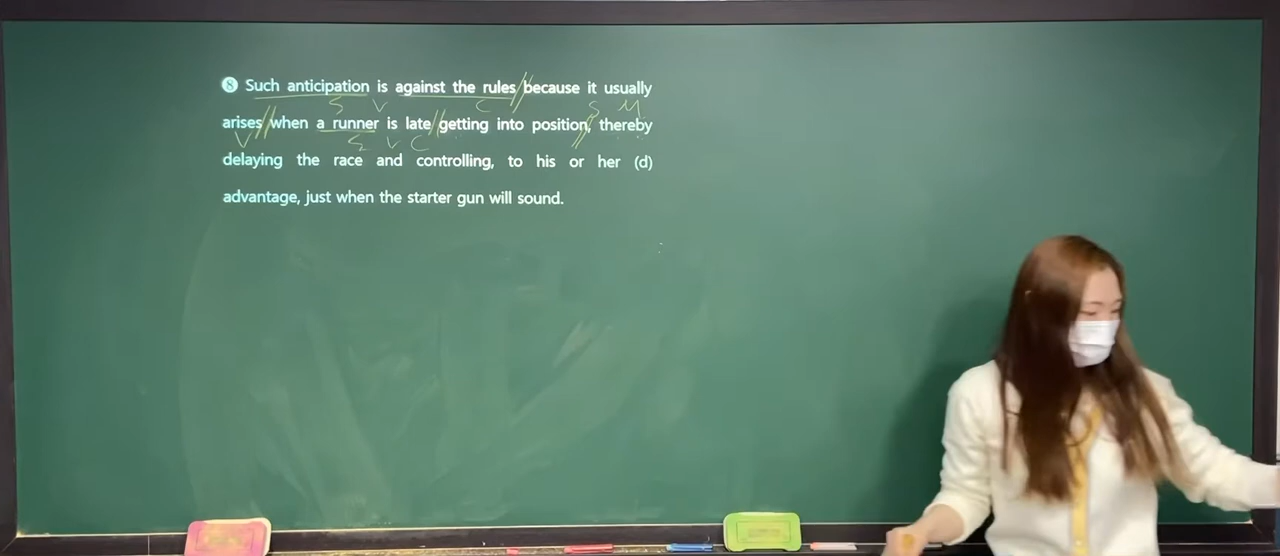 ⑧ Such anticipation is against the rules because it usually
S V C S M
arises when a runner is late getting into position, thereby
V S V C
delaying the race and controlling, to his or her (d)
advantage, just when the starter gun will sound.